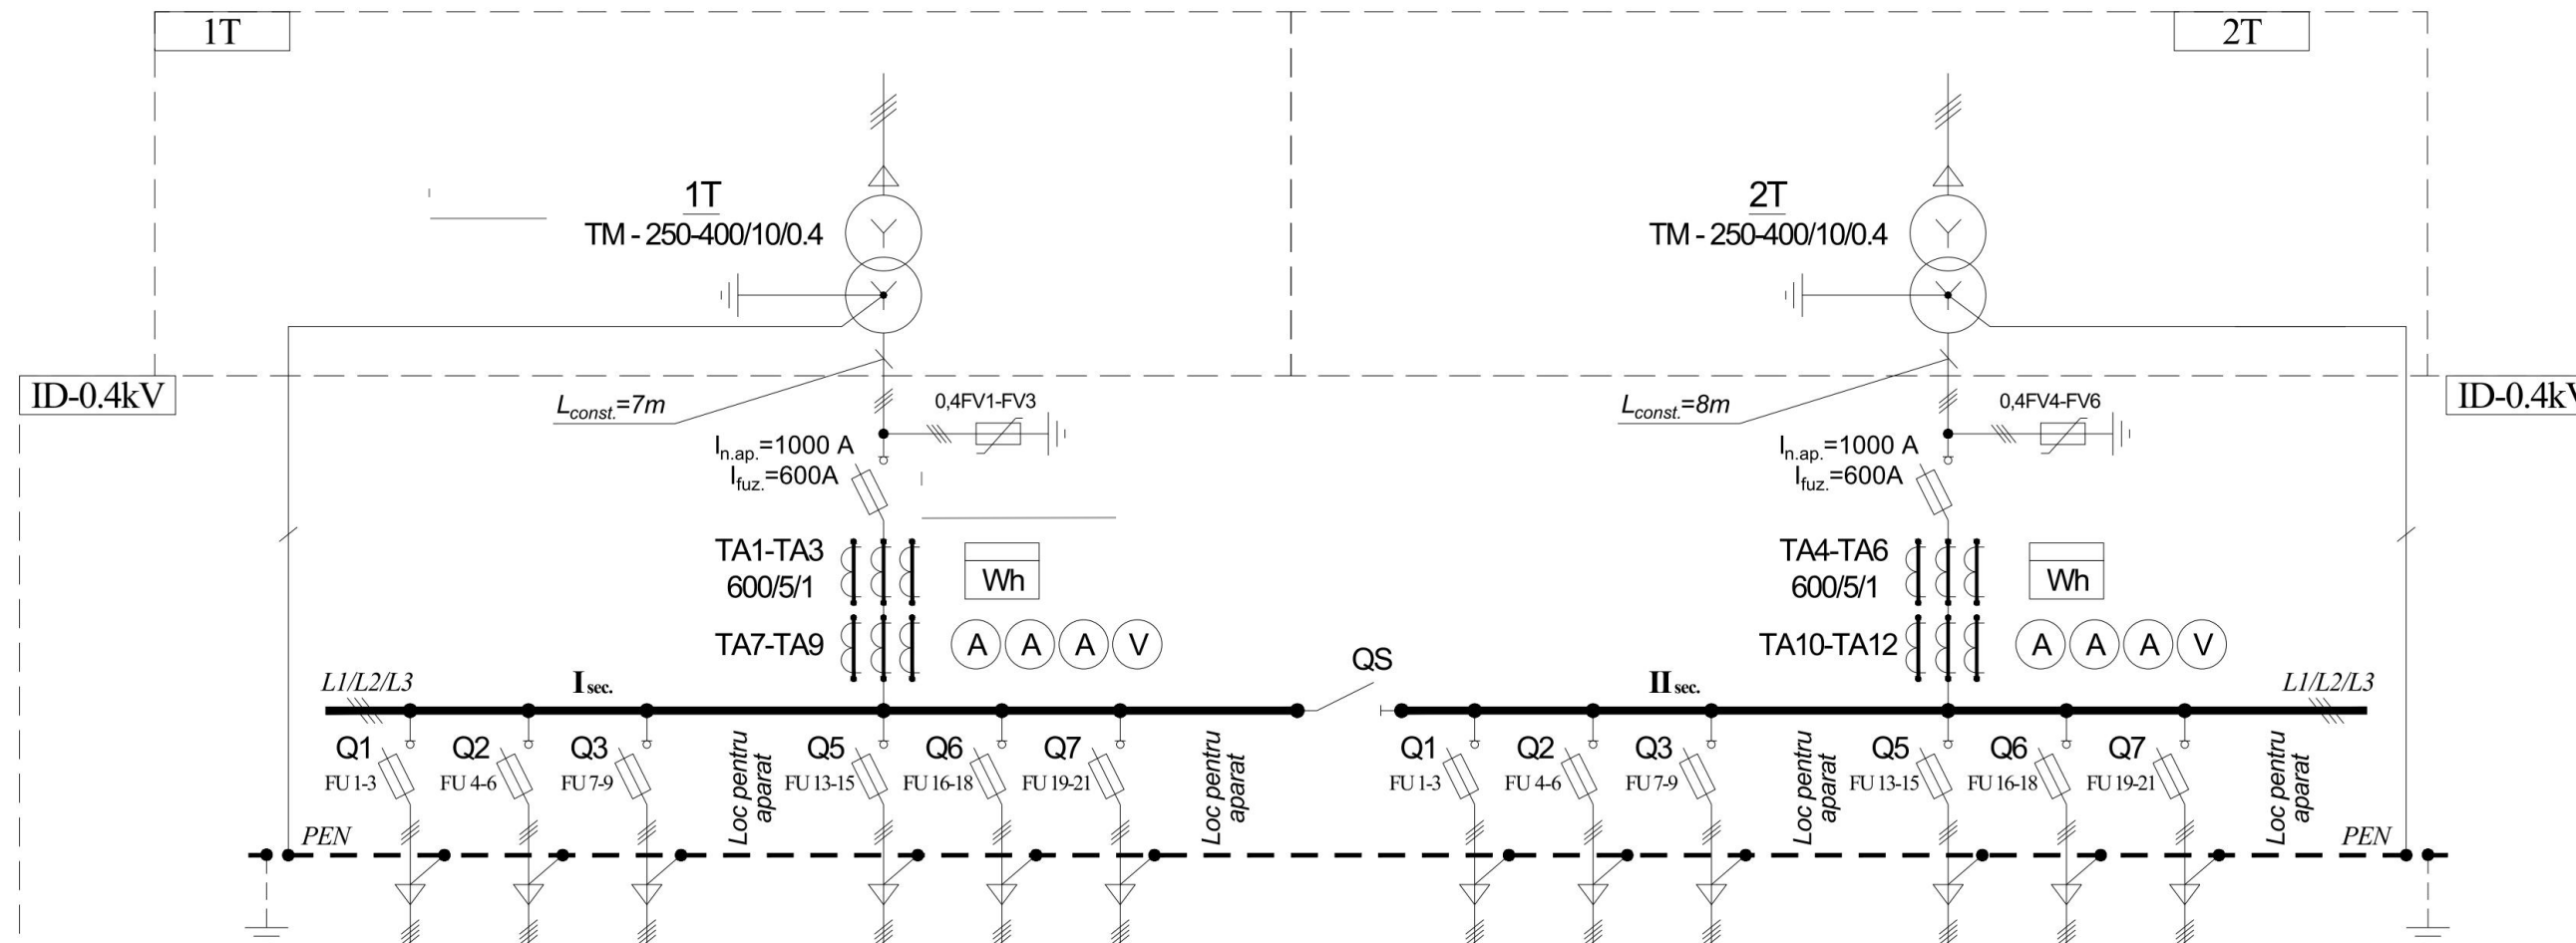 1T
2T
1T
TM - 250-400/10/0.4
2T
TM - 250-400/10/0.4
ID-0.4kV
ID-0.4kV
Lconst.=7m
0,4FV1-FV3
In.ap.=1000 A
Ifuz.=600A
Lconst.=8m
0,4FV4-FV6
In.ap.=1000 A
Ifuz.=600A
TA1-TA3
600/5/1
Wh
TA7-TA9
A A A V
TA4-TA6
600/5/1
Wh
TA10-TA12
A A A V
QS
L1/L2/L3
I sec.
II sec.
L1/L2/L3
Q1
FU 1-3
Q2
FU 4-6
Q3
FU 7-9
Loc pentru
aparat
Q5
FU 13-15
Q6
FU 16-18
Q7
FU 19-21
Loc pentru
aparat
Q1
FU 1-3
Q2
FU 4-6
Q3
FU 7-9
Loc pentru
aparat
Q5
FU 13-15
Q6
FU 16-18
Q7
FU 19-21
Loc pentru
aparat
PEN
PEN